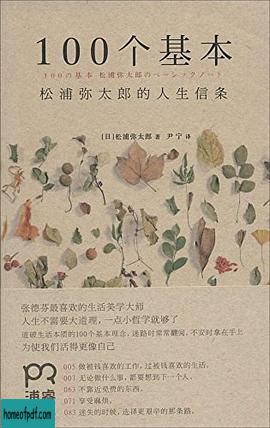 100个基本
100の基本 松浦弥太郎のベーシックノート
松浦弥太郎的人生信条
[日] 松浦弥太郎 著 尹宁 译
张德芬最喜欢的生活美学大师
人生不需要大道理，一点小哲学就够了
道破生活本质的100个基本理念，迷路时常常翻阅，不安时拿在手上
为使我们活得更像自己
浦睿
005 做被钱喜欢的工作，过被钱喜欢的生活。
007 无论做什么事，都要想到下一个人。
063 不靠近免费的东西。
071 享受麻烦。
083 迷失的时候，选择更艰辛的那条路。
homeofpdf.com